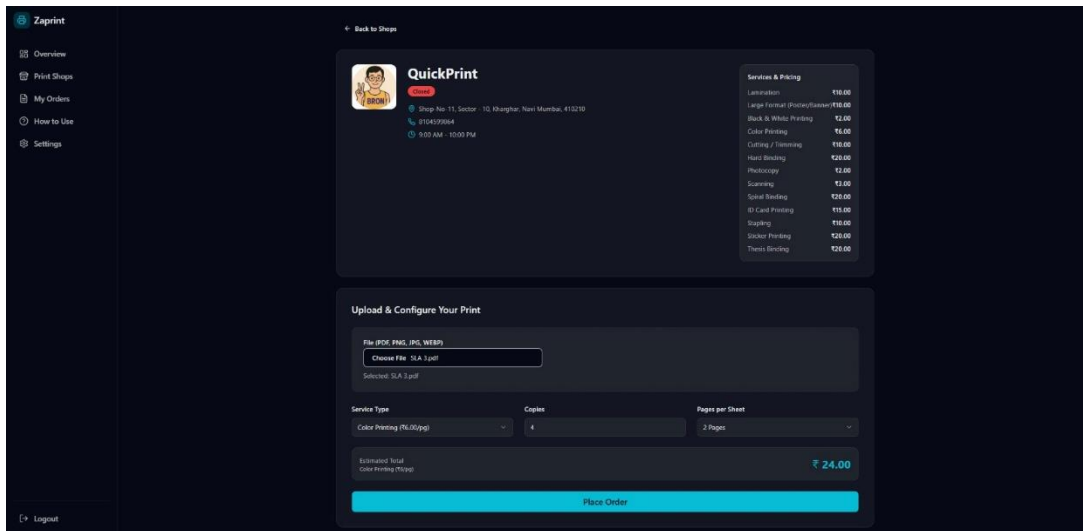 Zaprint
Overview
Print Shops
My Orders
How to Use
Settings
Logout
← Back to Shops
BRON
QuickPrint
Closed
Shop No. 11, Sector - 10, Kharghar, Navi Mumbai, 410210
9:00 AM - 10:00 PM
Services & Pricing
Lamination ₹10.00
Large Format (Poster/Banner) ₹10.00
Black & White Printing ₹2.00
Color Printing ₹6.00
Cutting / Trimming ₹10.00
Hard Binding ₹20.00
Photocopy ₹2.00
Scanning ₹3.00
Spiral Binding ₹20.00
ID Card Printing ₹15.00
Stapling ₹10.00
Sticker Printing ₹20.00
Thesis Binding ₹20.00
Upload & Configure Your Print
File (PDF, PNG, JPG, WEBP)
Choose File SLA 3.pdf
Selected: SLA 3.pdf
Service Type Copies Pages per Sheet
Color Printing (₹6.00/pg) 4 2 Pages
Estimated Total
Color Printing (₹6/pg)
₹ 24.00
Place Order